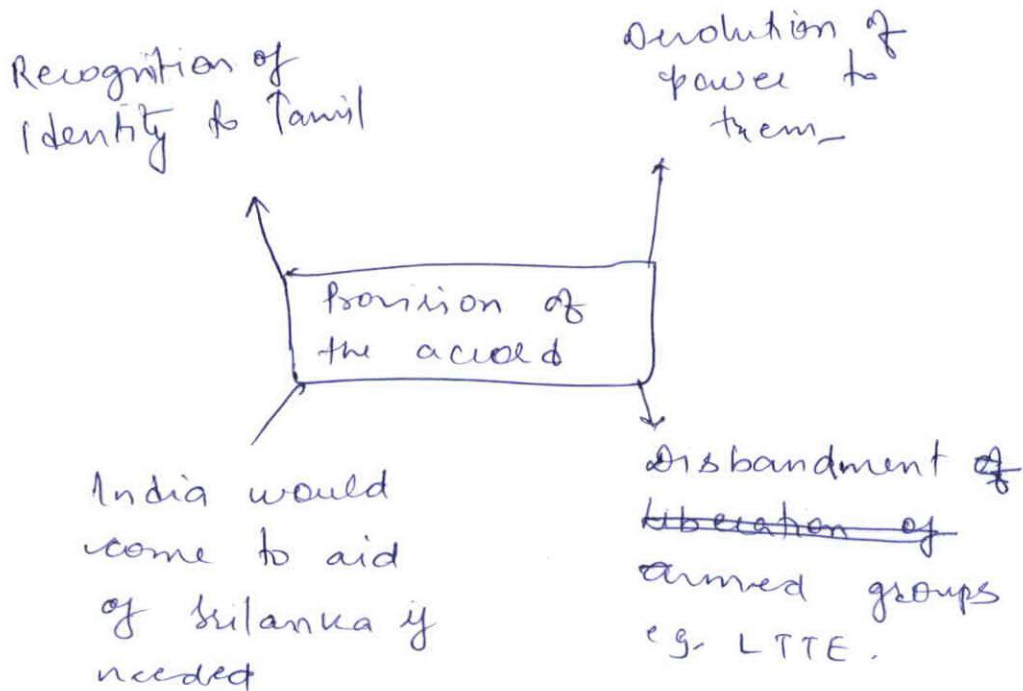 Recognition of
Identity to Tamil
Devolution of
power to
them
Provision of
the accord
India would
come to aid
of Srilanka if
needed
Disbandment of
Liberation of
armed groups
eg. LTTE.